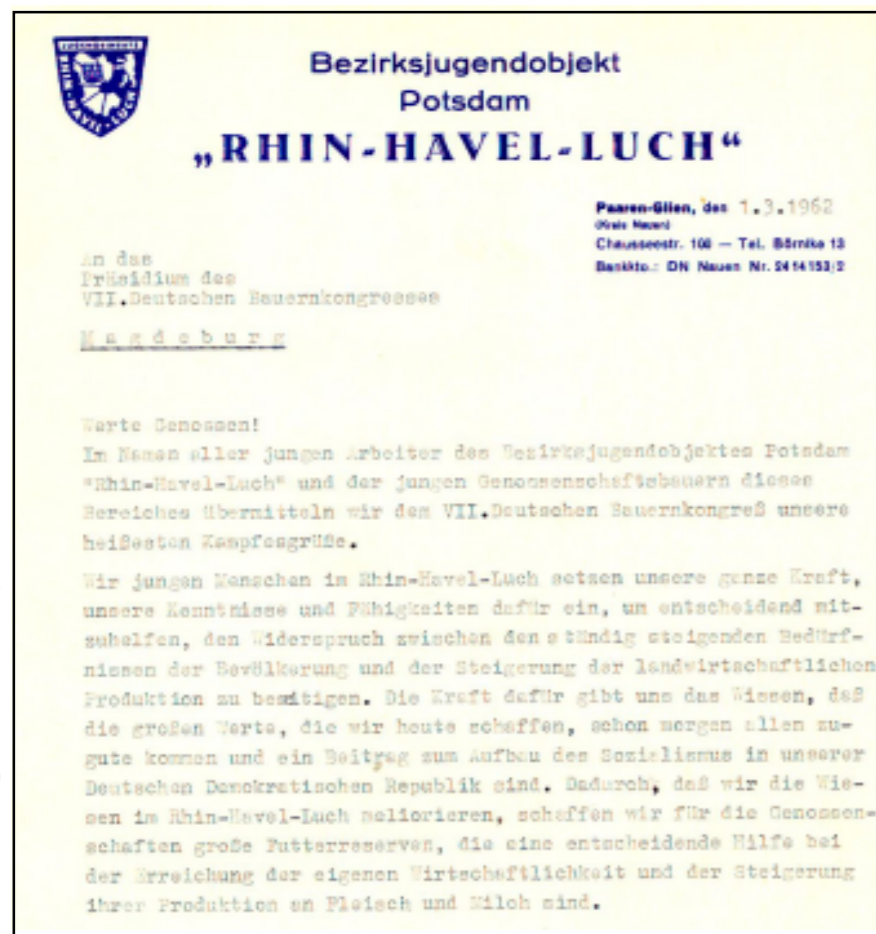 RHIN-HAVEL-LUCH
Bezirksjugendobjekt
Potsdam
„RHIN-HAVEL-LUCH“
Paaren-Glien, den 1.3.1962
(Kreis Nauen)
Chausseestr. 100 — Tel. Börnike 13
Bankkto.: DN Nauen Nr. 2414153/2
An das
Präsidium des
VII.Deutschen Bauernkongresses
Magdeburg
Werte Genossen!
Im Namen aller jungen Arbeiter des Bezirksjugendobjektes Potsdam
"Rhin-Havel-Luch" und der jungen Genossenschaftsbauern dieses
Bereiches übermitteln wir dem VII.Deutschen Bauernkongreß unsere
heißesten Kampfesgrüße.
Wir jungen Menschen im Rhin-Havel-Luch setzen unsere ganze Kraft,
unsere Kenntnisse und Fähigkeiten dafür ein, um entscheidend mit-
zuhelfen, den Widerspruch zwischen den ständig steigenden Bedürf-
nissen der Bevölkerung und der Steigerung der landwirtschaftlichen
Produktion zu beseitigen. Die Kraft dafür gibt uns das Wissen, daß
die großen Werte, die wir heute schaffen, schon morgen allen zu-
gute kommen und ein Beitrag zum Aufbau des Sozialismus in unserer
Deutschen Demokratischen Republik sind. Dadurch, daß wir die Wie-
sen im Rhin-Havel-Luch meliorieren, schaffen wir für die Genossen-
schaften große Futterreserven, die eine entscheidende Hilfe bei
der Erreichung der eigenen Wirtschaftlichkeit und der Steigerung
ihrer Produktion an Fleisch und Milch sind.